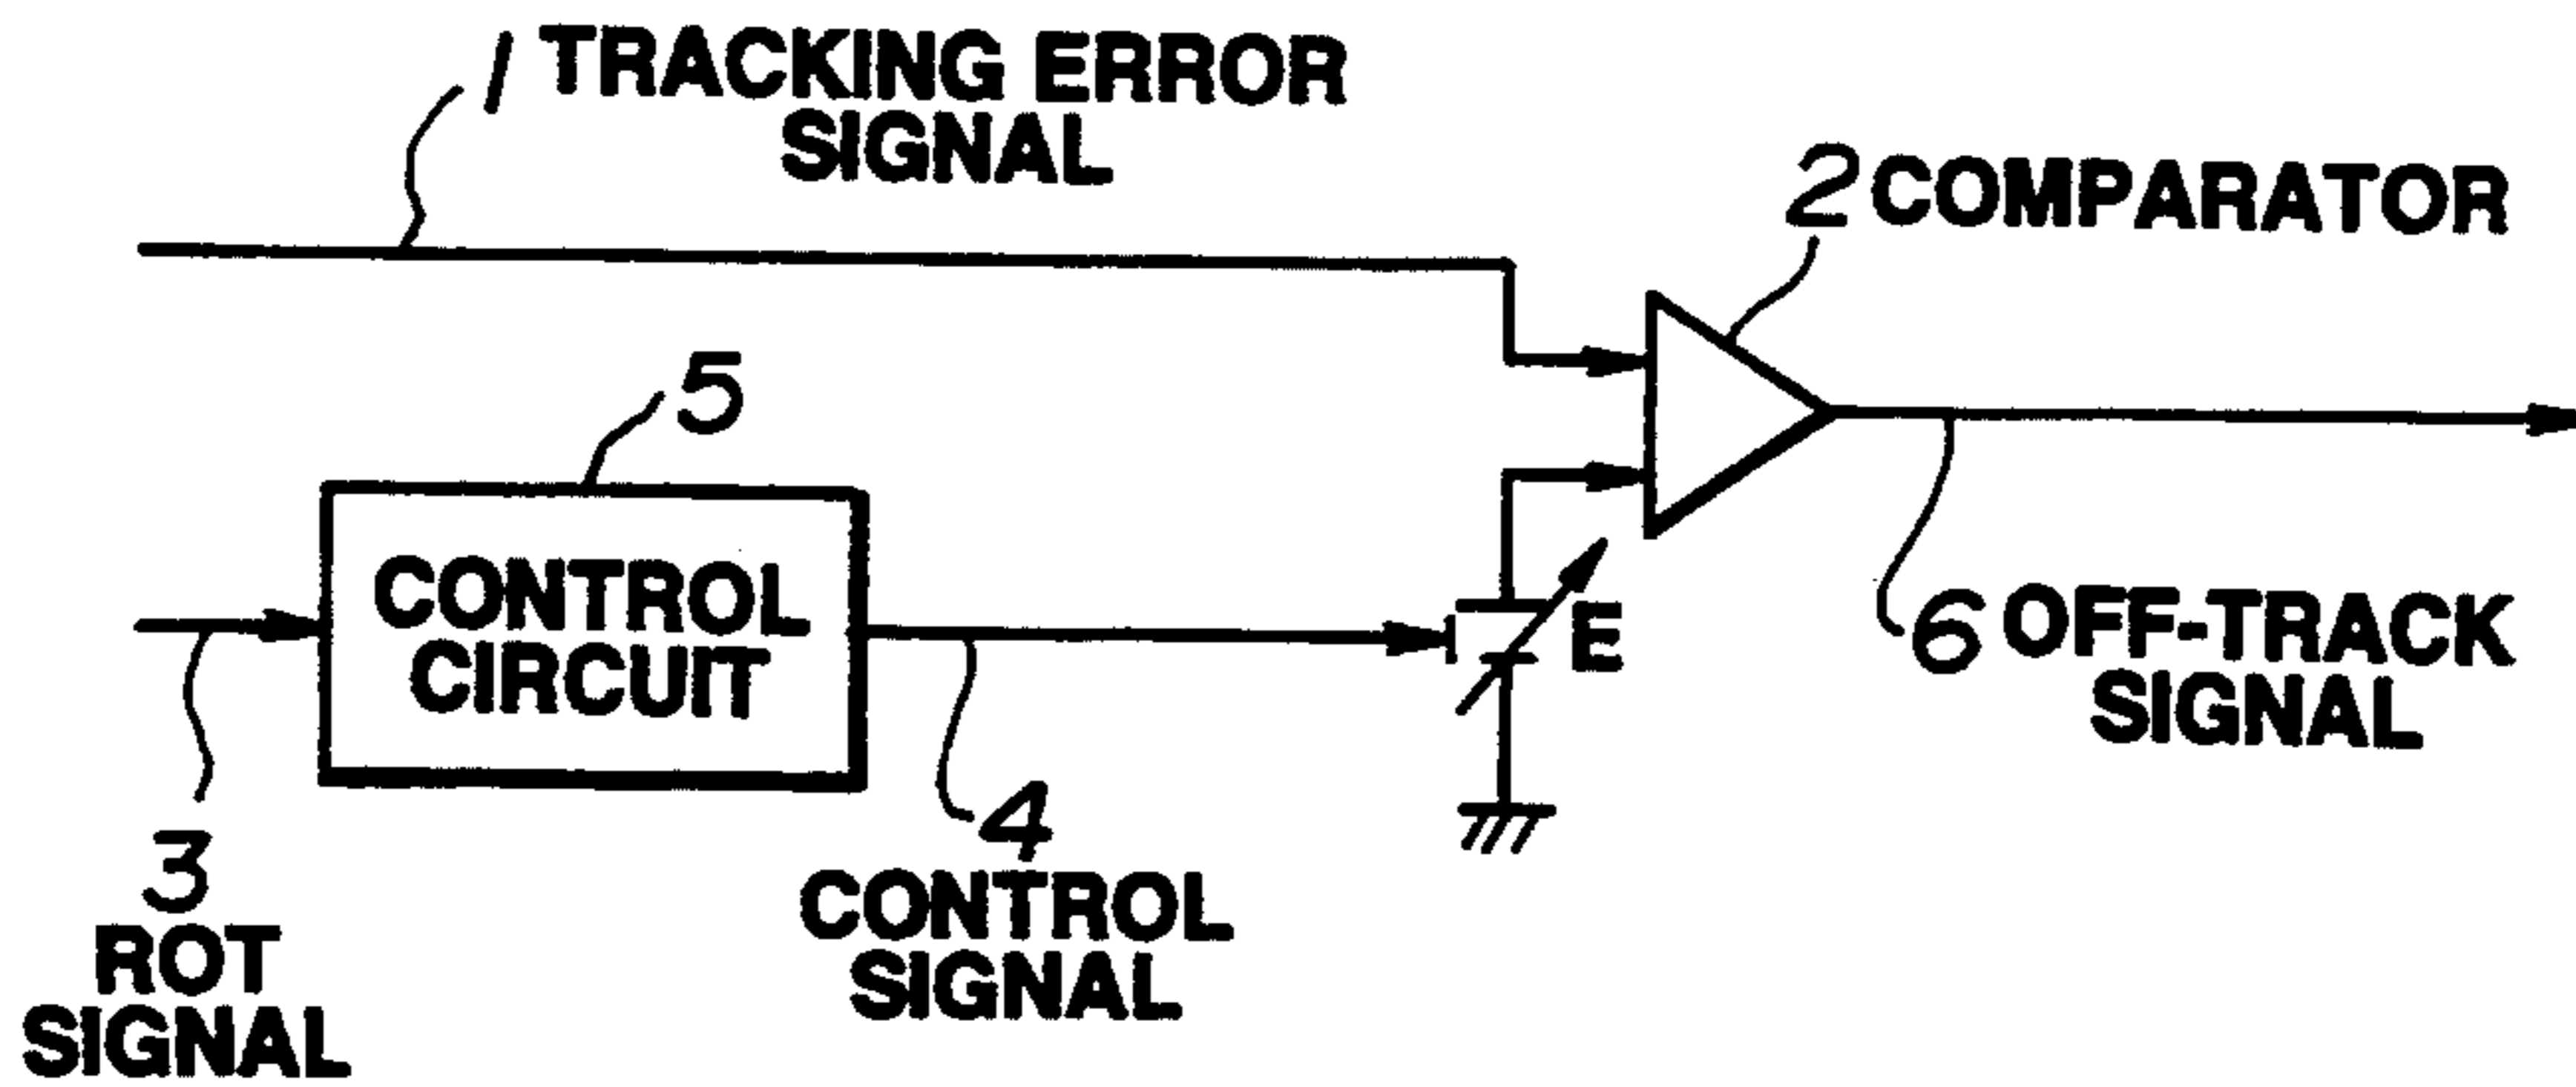 1 TRACKING ERROR
SIGNAL
2 COMPARATOR
5
CONTROL
CIRCUIT
E
6 OFF-TRACK
SIGNAL
3
ROT
SIGNAL
4
CONTROL
SIGNAL